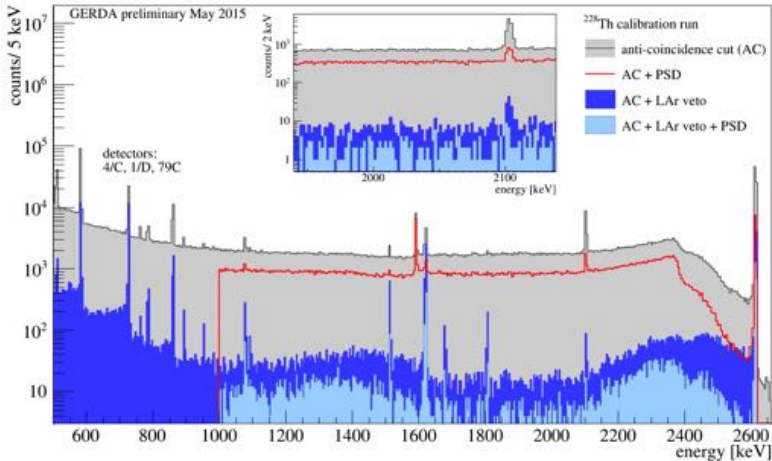 GERDA preliminary May 2015
counts/ 5 keV
10⁷
10⁶
10⁵
10⁴
10³
10²
10
detectors:
4/C, 1/D, 79C
counts/ 2 keV
10³
10²
10
1
2000
2100
energy [keV]
²²⁸Th calibration run
anti-coincidence cut (AC)
AC + PSD
AC + LAr veto
AC + LAr veto + PSD
600
800
1000
1200
1400
1600
1800
2000
2200
2400
2600
energy [keV]